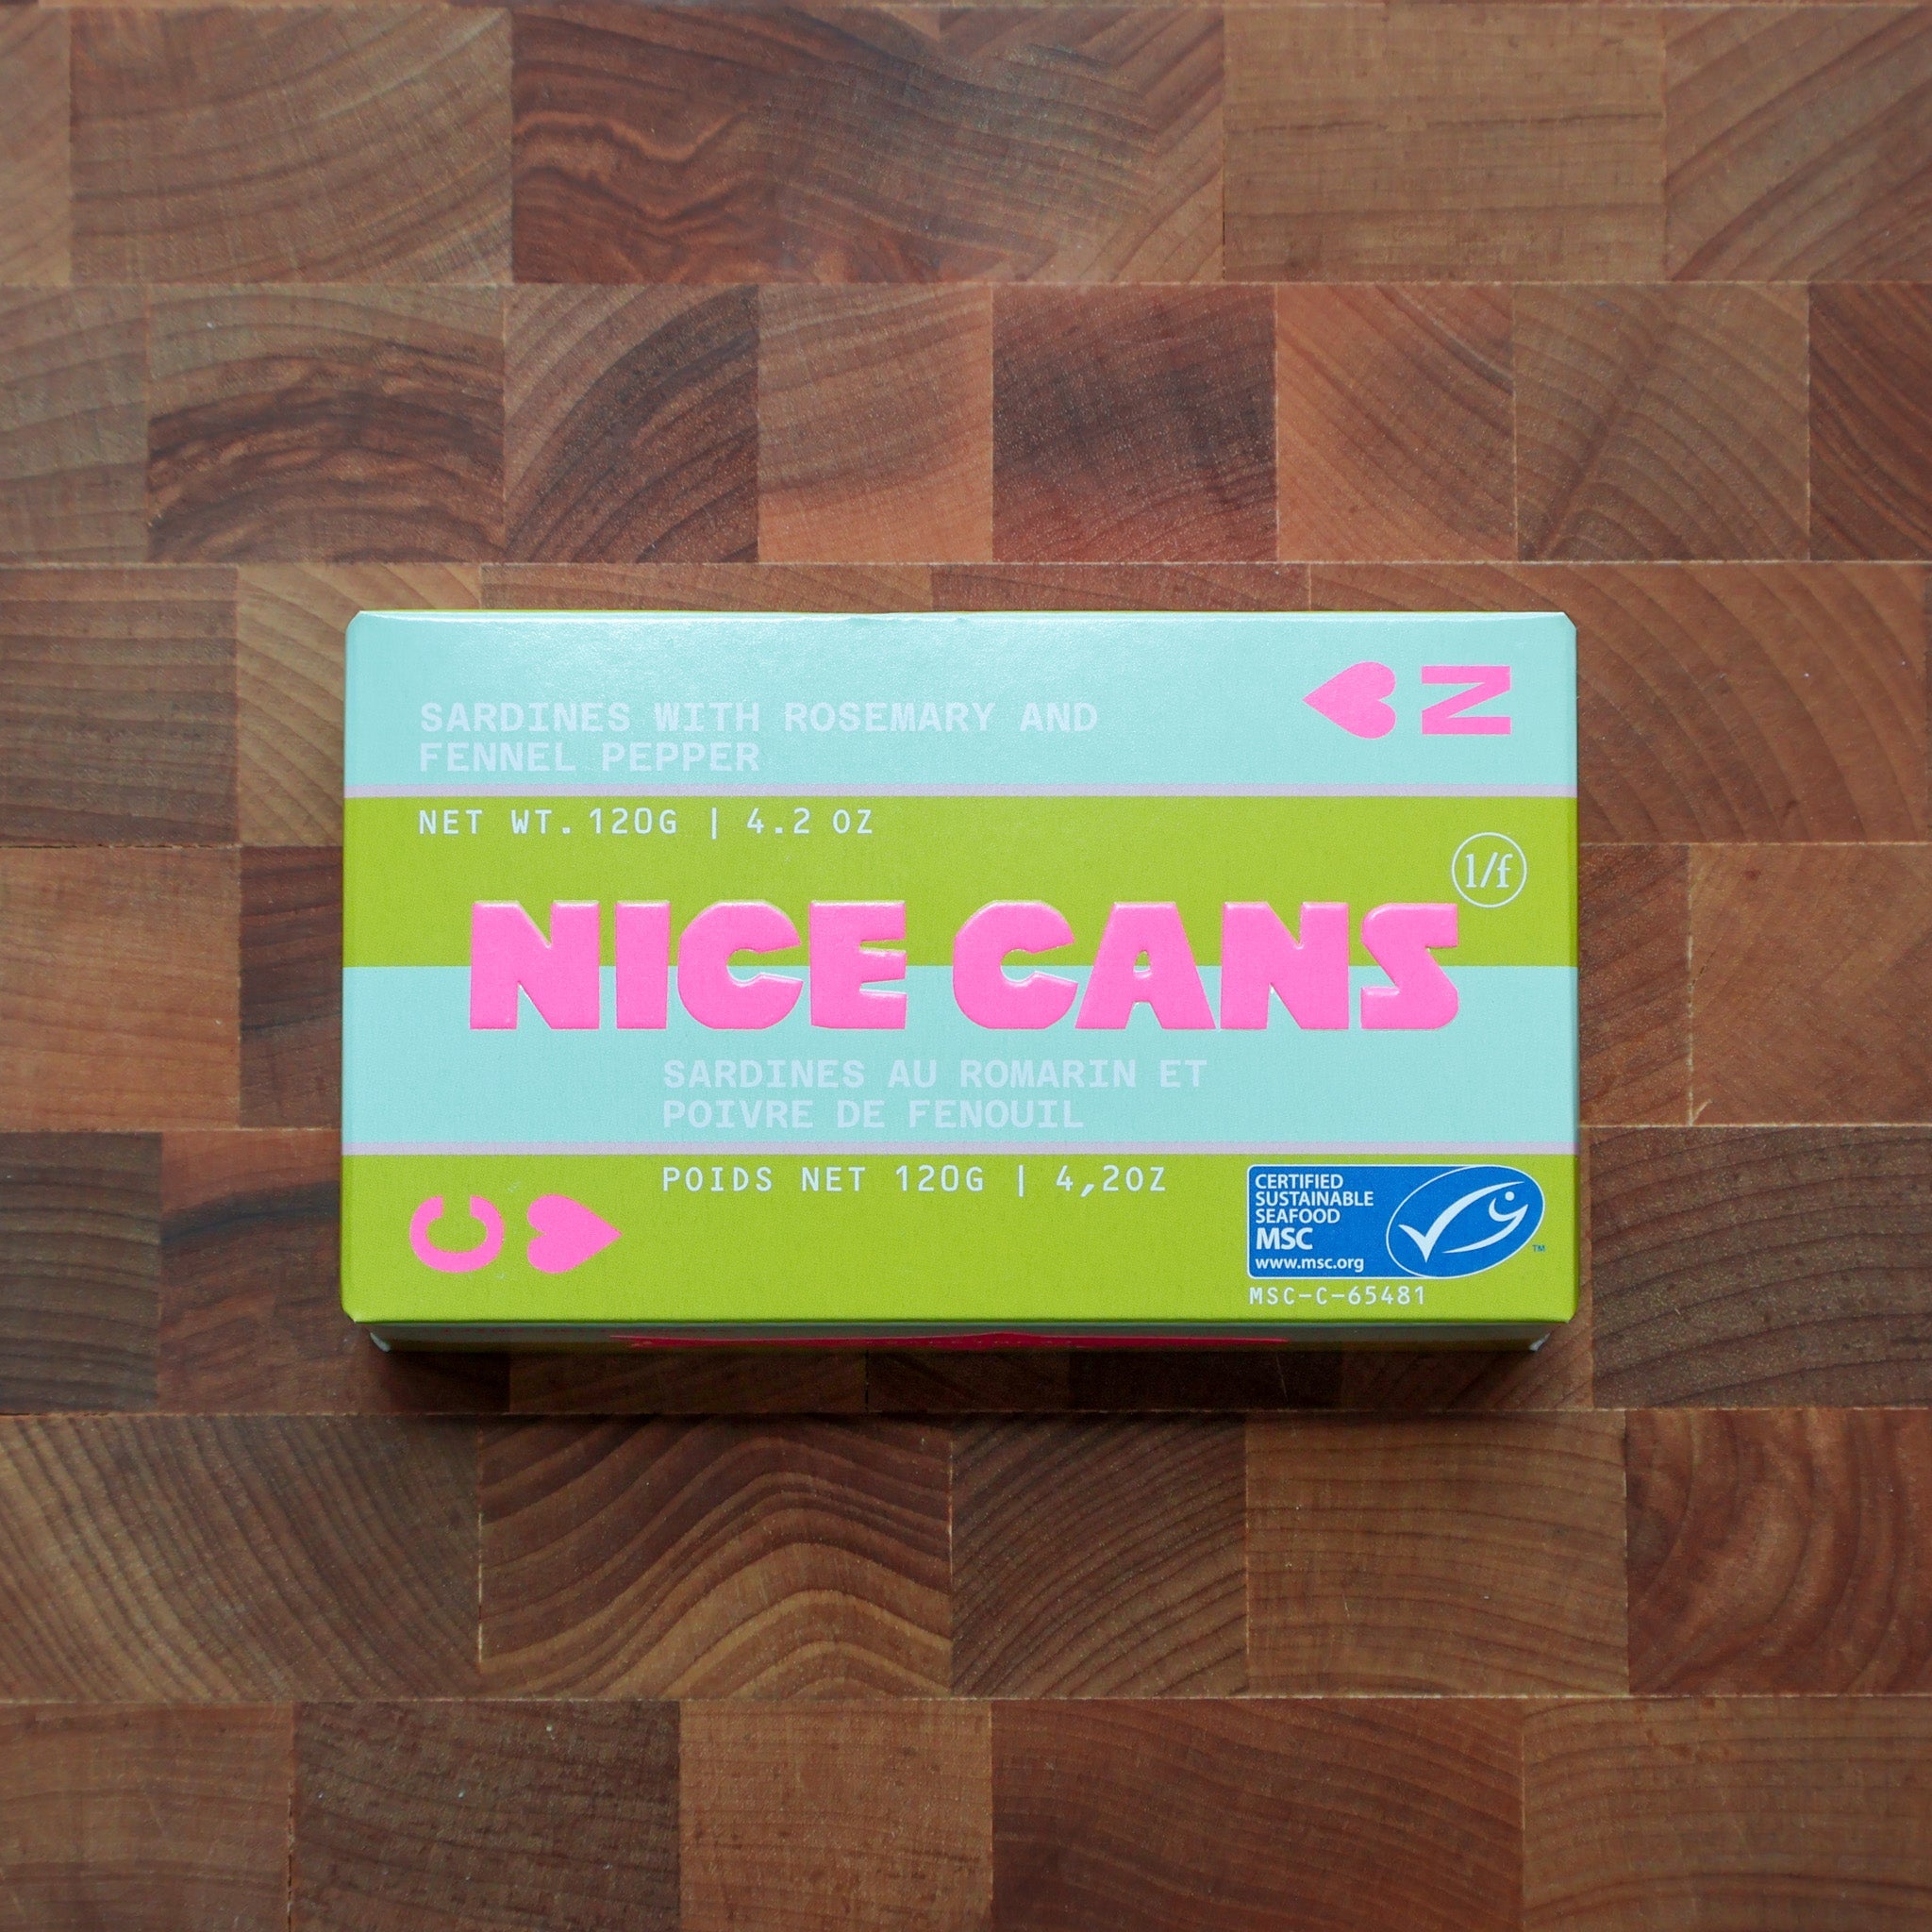 SARDINES WITH ROSEMARY AND
FENNEL PEPPER
N
NET WT. 120G | 4.2 OZ
l/f
NICE CANS
SARDINES AU ROMARIN ET
POIVRE DE FENOUIL
POIDS NET 120G | 4,2OZ
C
CERTIFIED
SUSTAINABLE
SEAFOOD
MSC
www.msc.org
TM
MSC-C-65481